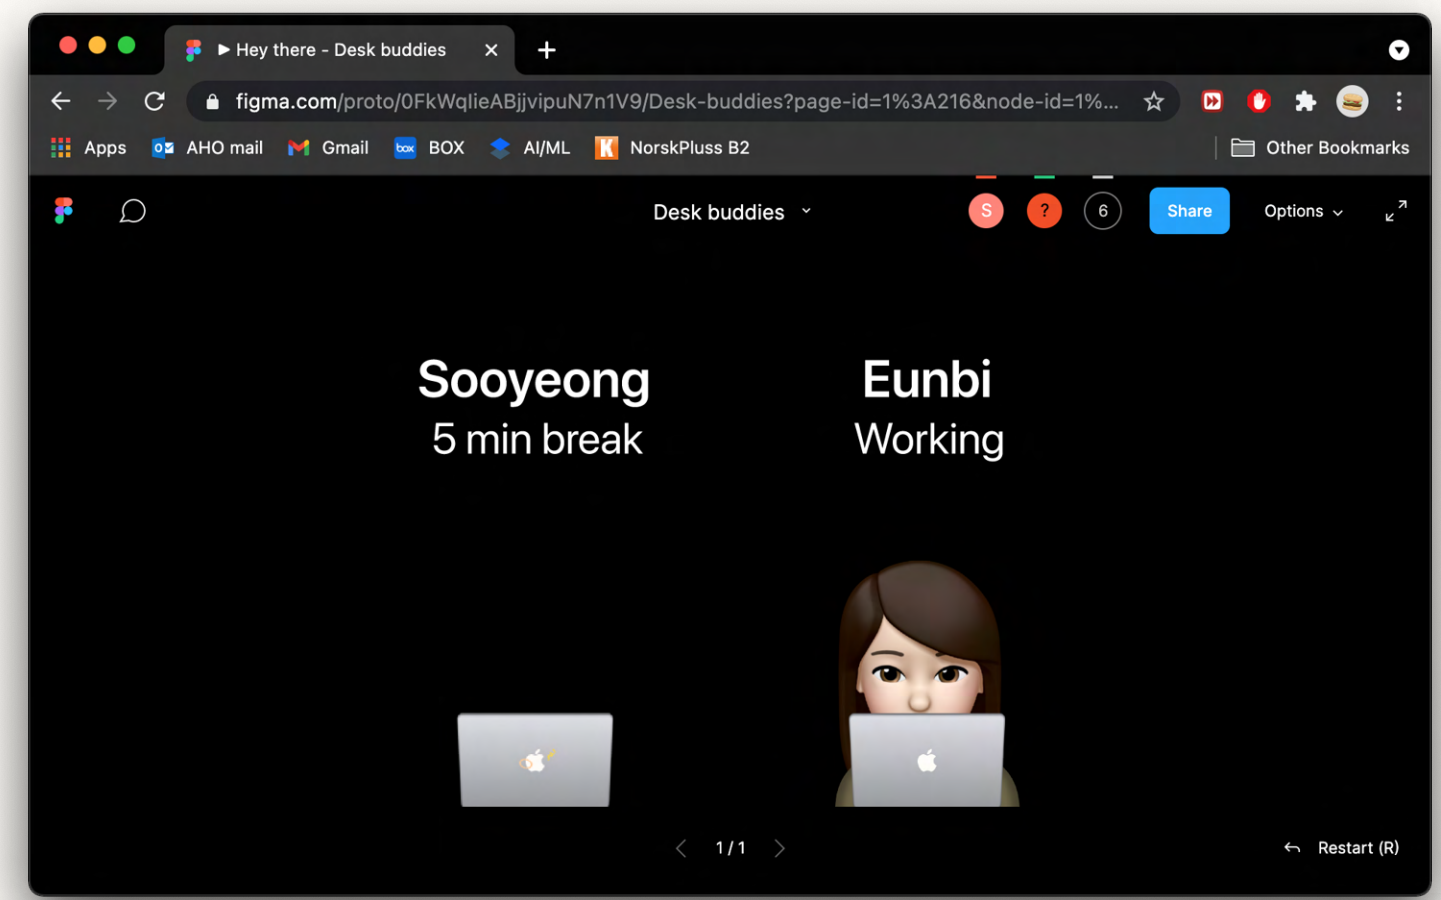 Hey there - Desk buddies
figma.com/proto/0FkWqIieABjjvipuN7n1V9/Desk-buddies?page-id=1%3A216&node-id=1%...
Apps AHO mail Gmail box BOX AI/ML K NorskPluss B2 Other Bookmarks
Desk buddies S ? 6 Share Options
Sooyeong Eunbi
5 min break Working
1 / 1 Restart (R)